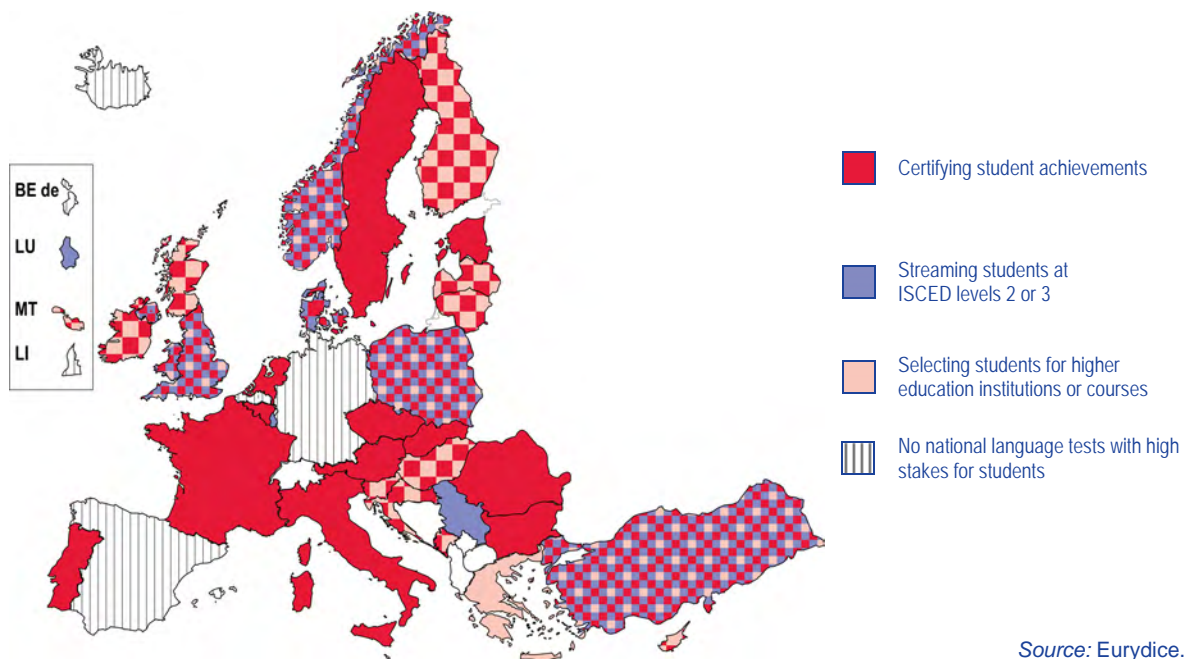 BE de
LU
MT
LI
Certifying student achievements
Streaming students at
ISCED levels 2 or 3
Selecting students for higher
education institutions or courses
No national language tests with high
stakes for students
Source: Eurydice.